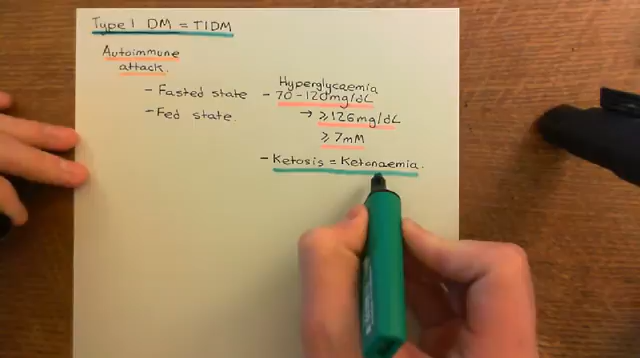 Type 1 DM = T1DM
Autoimmune
attack.
- Fasted state
- Fed state.
Hyperglycaemia
- 70-120mg/dL
→ ≥126mg/dL
≥7mM
- Ketosis = Ketonaemia.